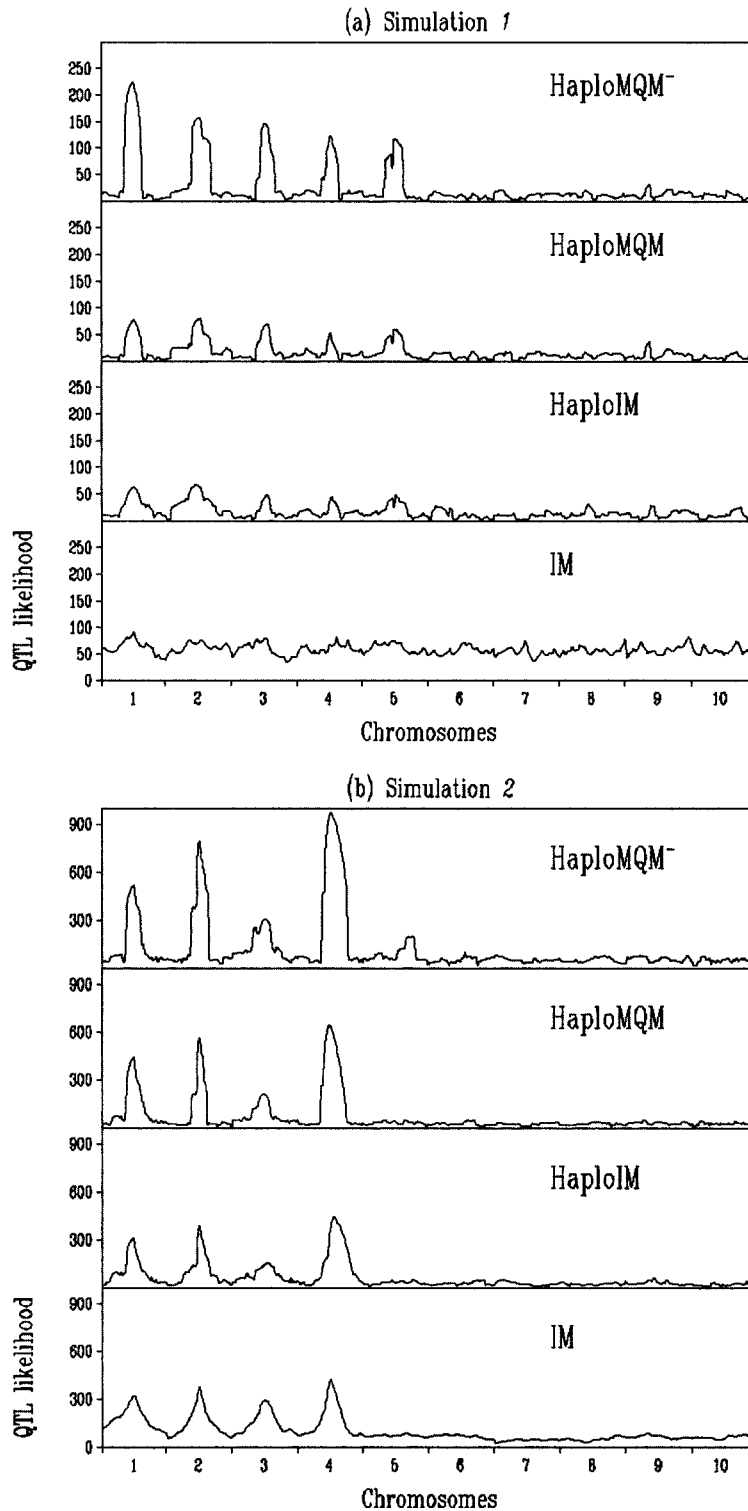 (a) Simulation 1
HaploMQM⁻
250
200
150
100
50
HaploMQM
250
200
150
100
50
HaploIM
250
200
150
100
50
IM
250
200
150
100
50
0
QTL likelihood
1 2 3 4 5 6 7 8 9 10
Chromosomes
(b) Simulation 2
HaploMQM⁻
900
600
300
HaploMQM
900
600
300
HaploIM
900
600
300
IM
900
600
300
0
QTL likelihood
1 2 3 4 5 6 7 8 9 10
Chromosomes